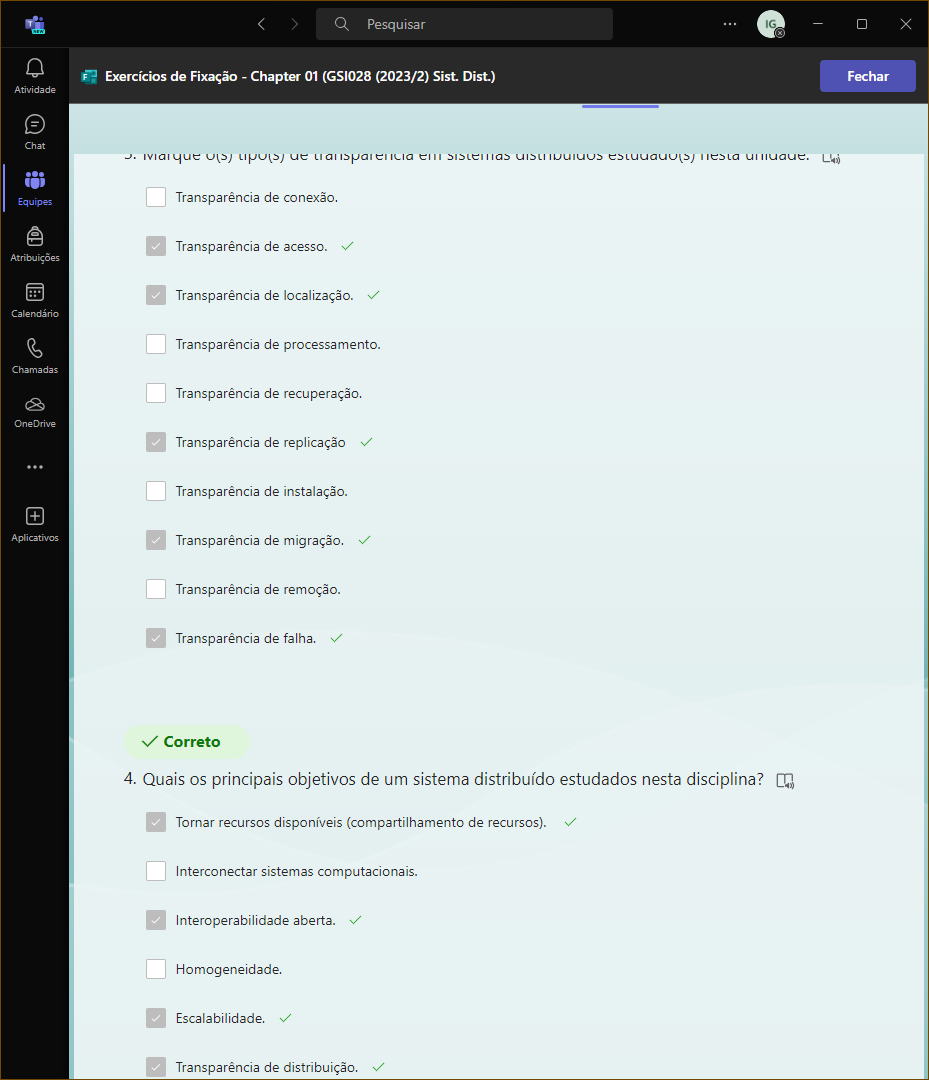 Pesquisar
IG
Exercícios de Fixação - Chapter 01 (GSI028 (2023/2) Sist. Dist.)
Fechar
Atividade
Chat
Equipes
Atribuições
Calendário
Chamadas
OneDrive
Aplicativos
3. Marque o(s) tipo(s) de transparência em sistemas distribuídos estudado(s) nesta unidade.
Transparência de conexão.
Transparência de acesso.
Transparência de localização.
Transparência de processamento.
Transparência de recuperação.
Transparência de replicação
Transparência de instalação.
Transparência de migração.
Transparência de remoção.
Transparência de falha.
Correto
4. Quais os principais objetivos de um sistema distribuído estudados nesta disciplina?
Tornar recursos disponíveis (compartilhamento de recursos).
Interconectar sistemas computacionais.
Interoperabilidade aberta.
Homogeneidade.
Escalabilidade.
Transparência de distribuição.